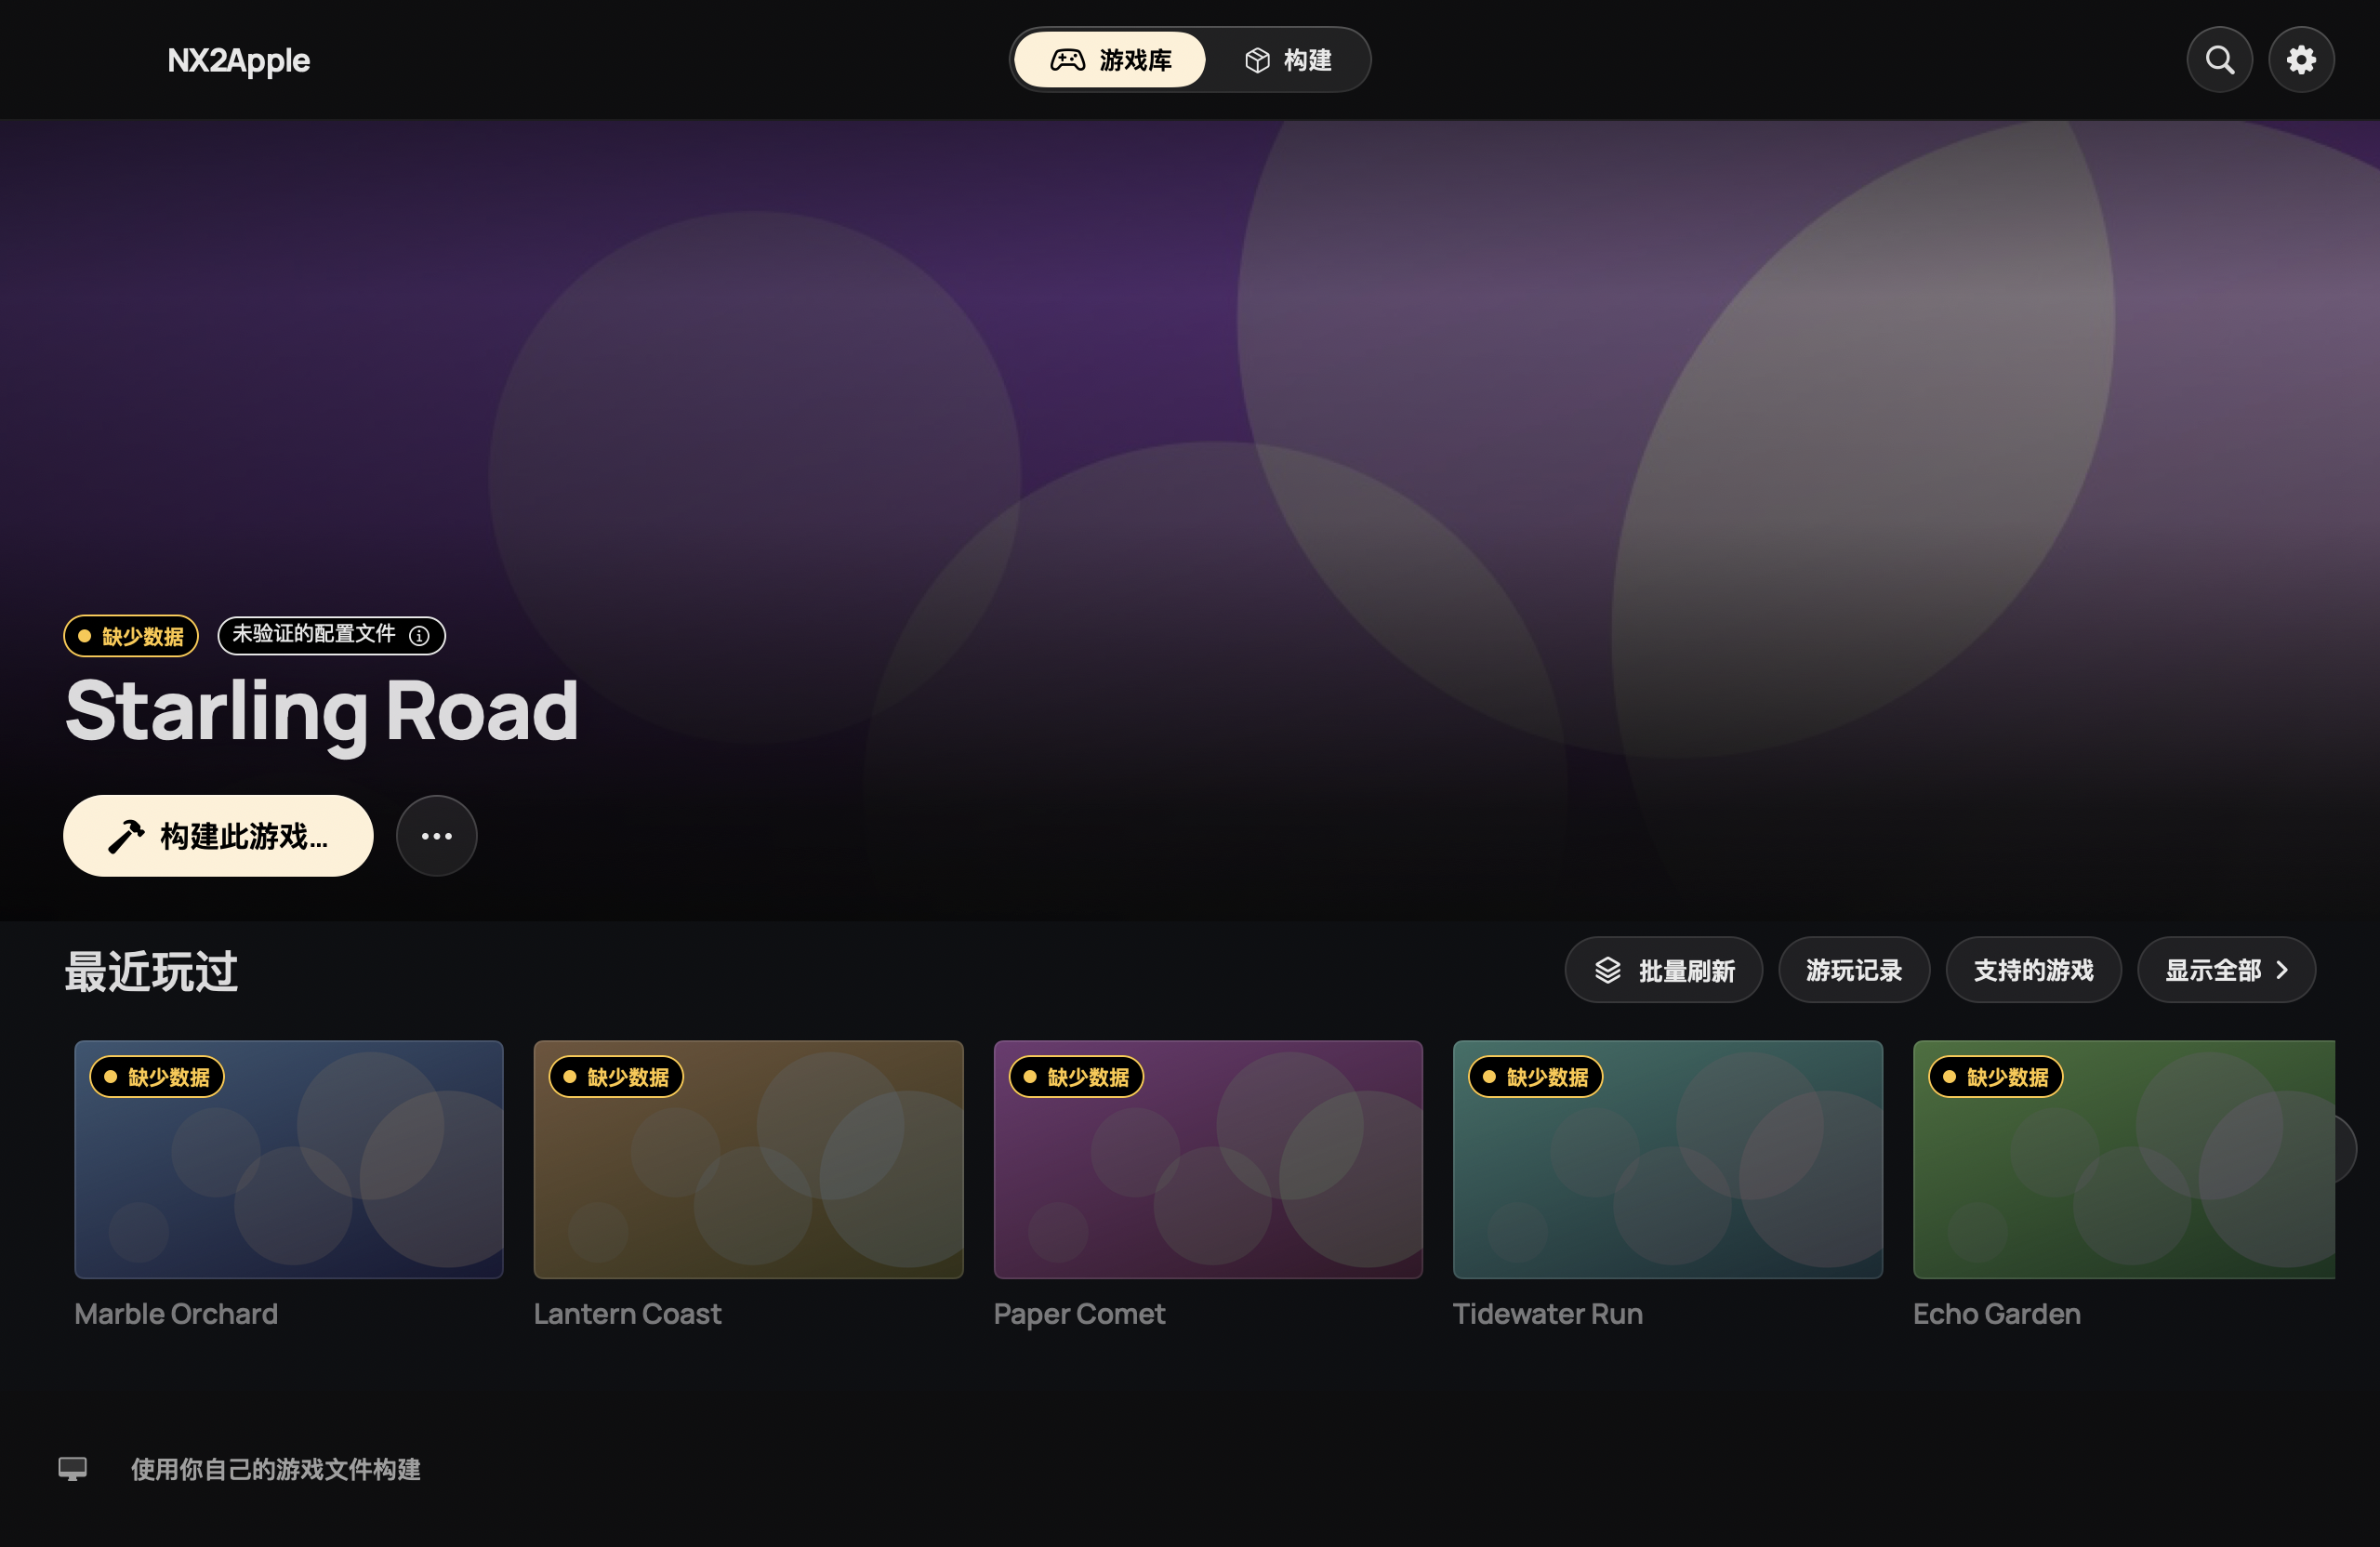 NX2Apple
游戏库
构建
缺少数据
未验证的配置文件
Starling Road
构建此游戏...
最近玩过
批量刷新
游玩记录
支持的游戏
显示全部
缺少数据
缺少数据
缺少数据
缺少数据
缺少数据
Marble Orchard
Lantern Coast
Paper Comet
Tidewater Run
Echo Garden
使用你自己的游戏文件构建